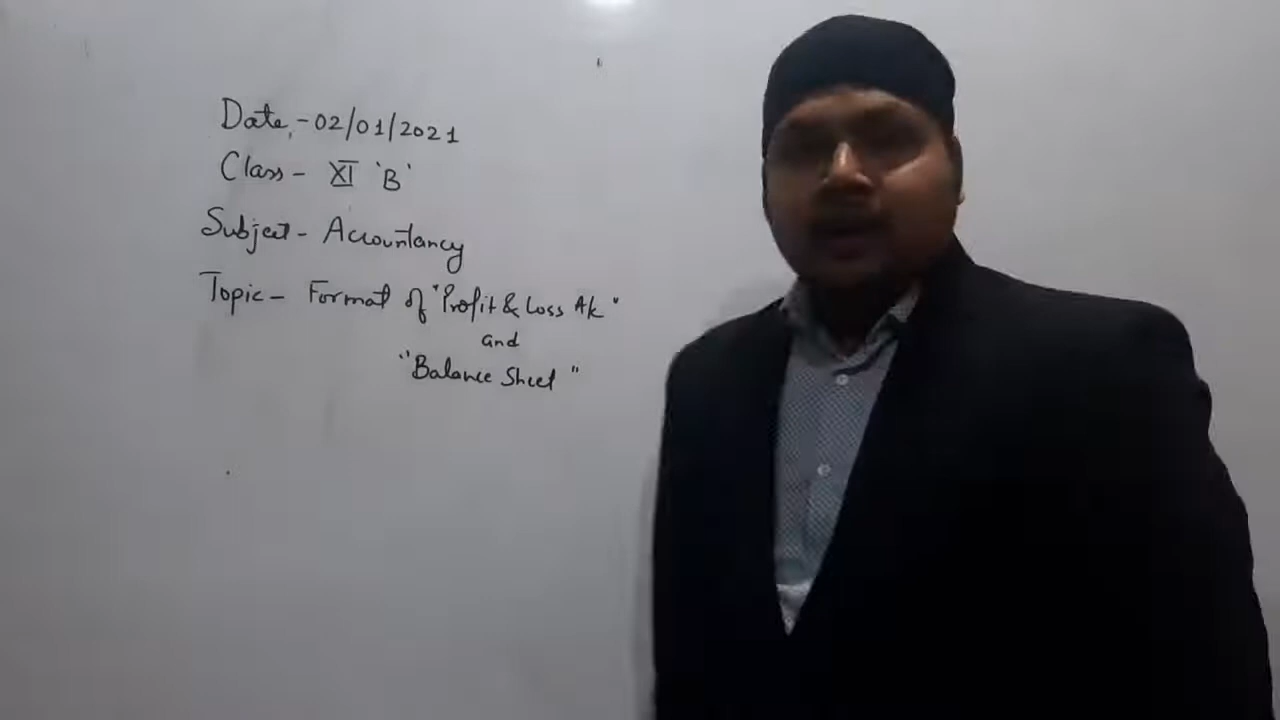 Date,-02/01/2021
Class- XI 'B'
Subject- Accountancy
Topic- Format of "Profit & Loss A/c"
and
"Balance Sheet"